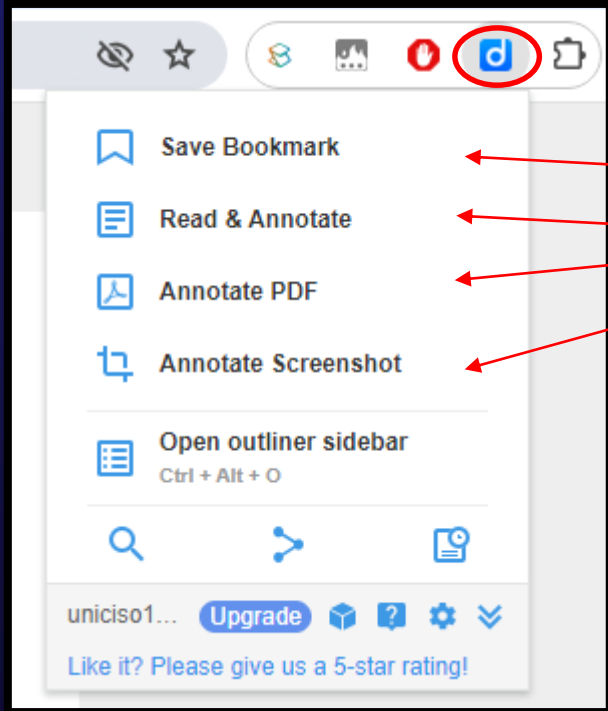 d
Save Bookmark
Read & Annotate
Annotate PDF
Annotate Screenshot
Open outliner sidebar
Ctrl + Alt + O
uniciso1... Upgrade
Like it? Please give us a 5-star rating!